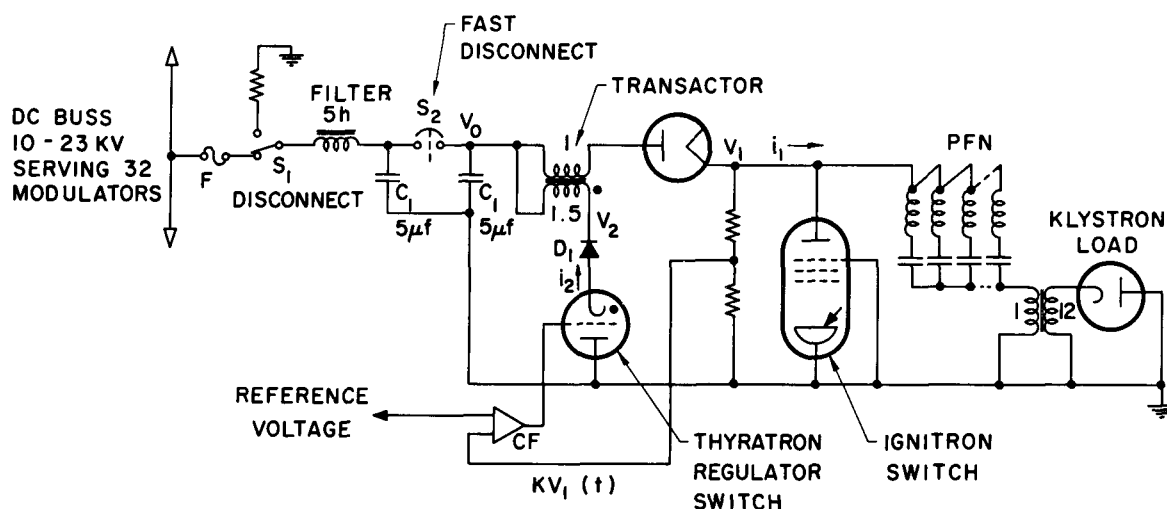 FAST
DISCONNECT
TRANSACTOR
DC BUSS
10 - 23 KV
SERVING 32
MODULATORS
F
S1
DISCONNECT
FILTER
5h
S2
V0
C1
5μf
C1
5μf
1
1.5
V2
D1
i2
V1
i1
PFN
KLYSTRON
LOAD
1
12
REFERENCE
VOLTAGE
CF
KV1 (t)
THYRATRON
REGULATOR
SWITCH
IGNITRON
SWITCH